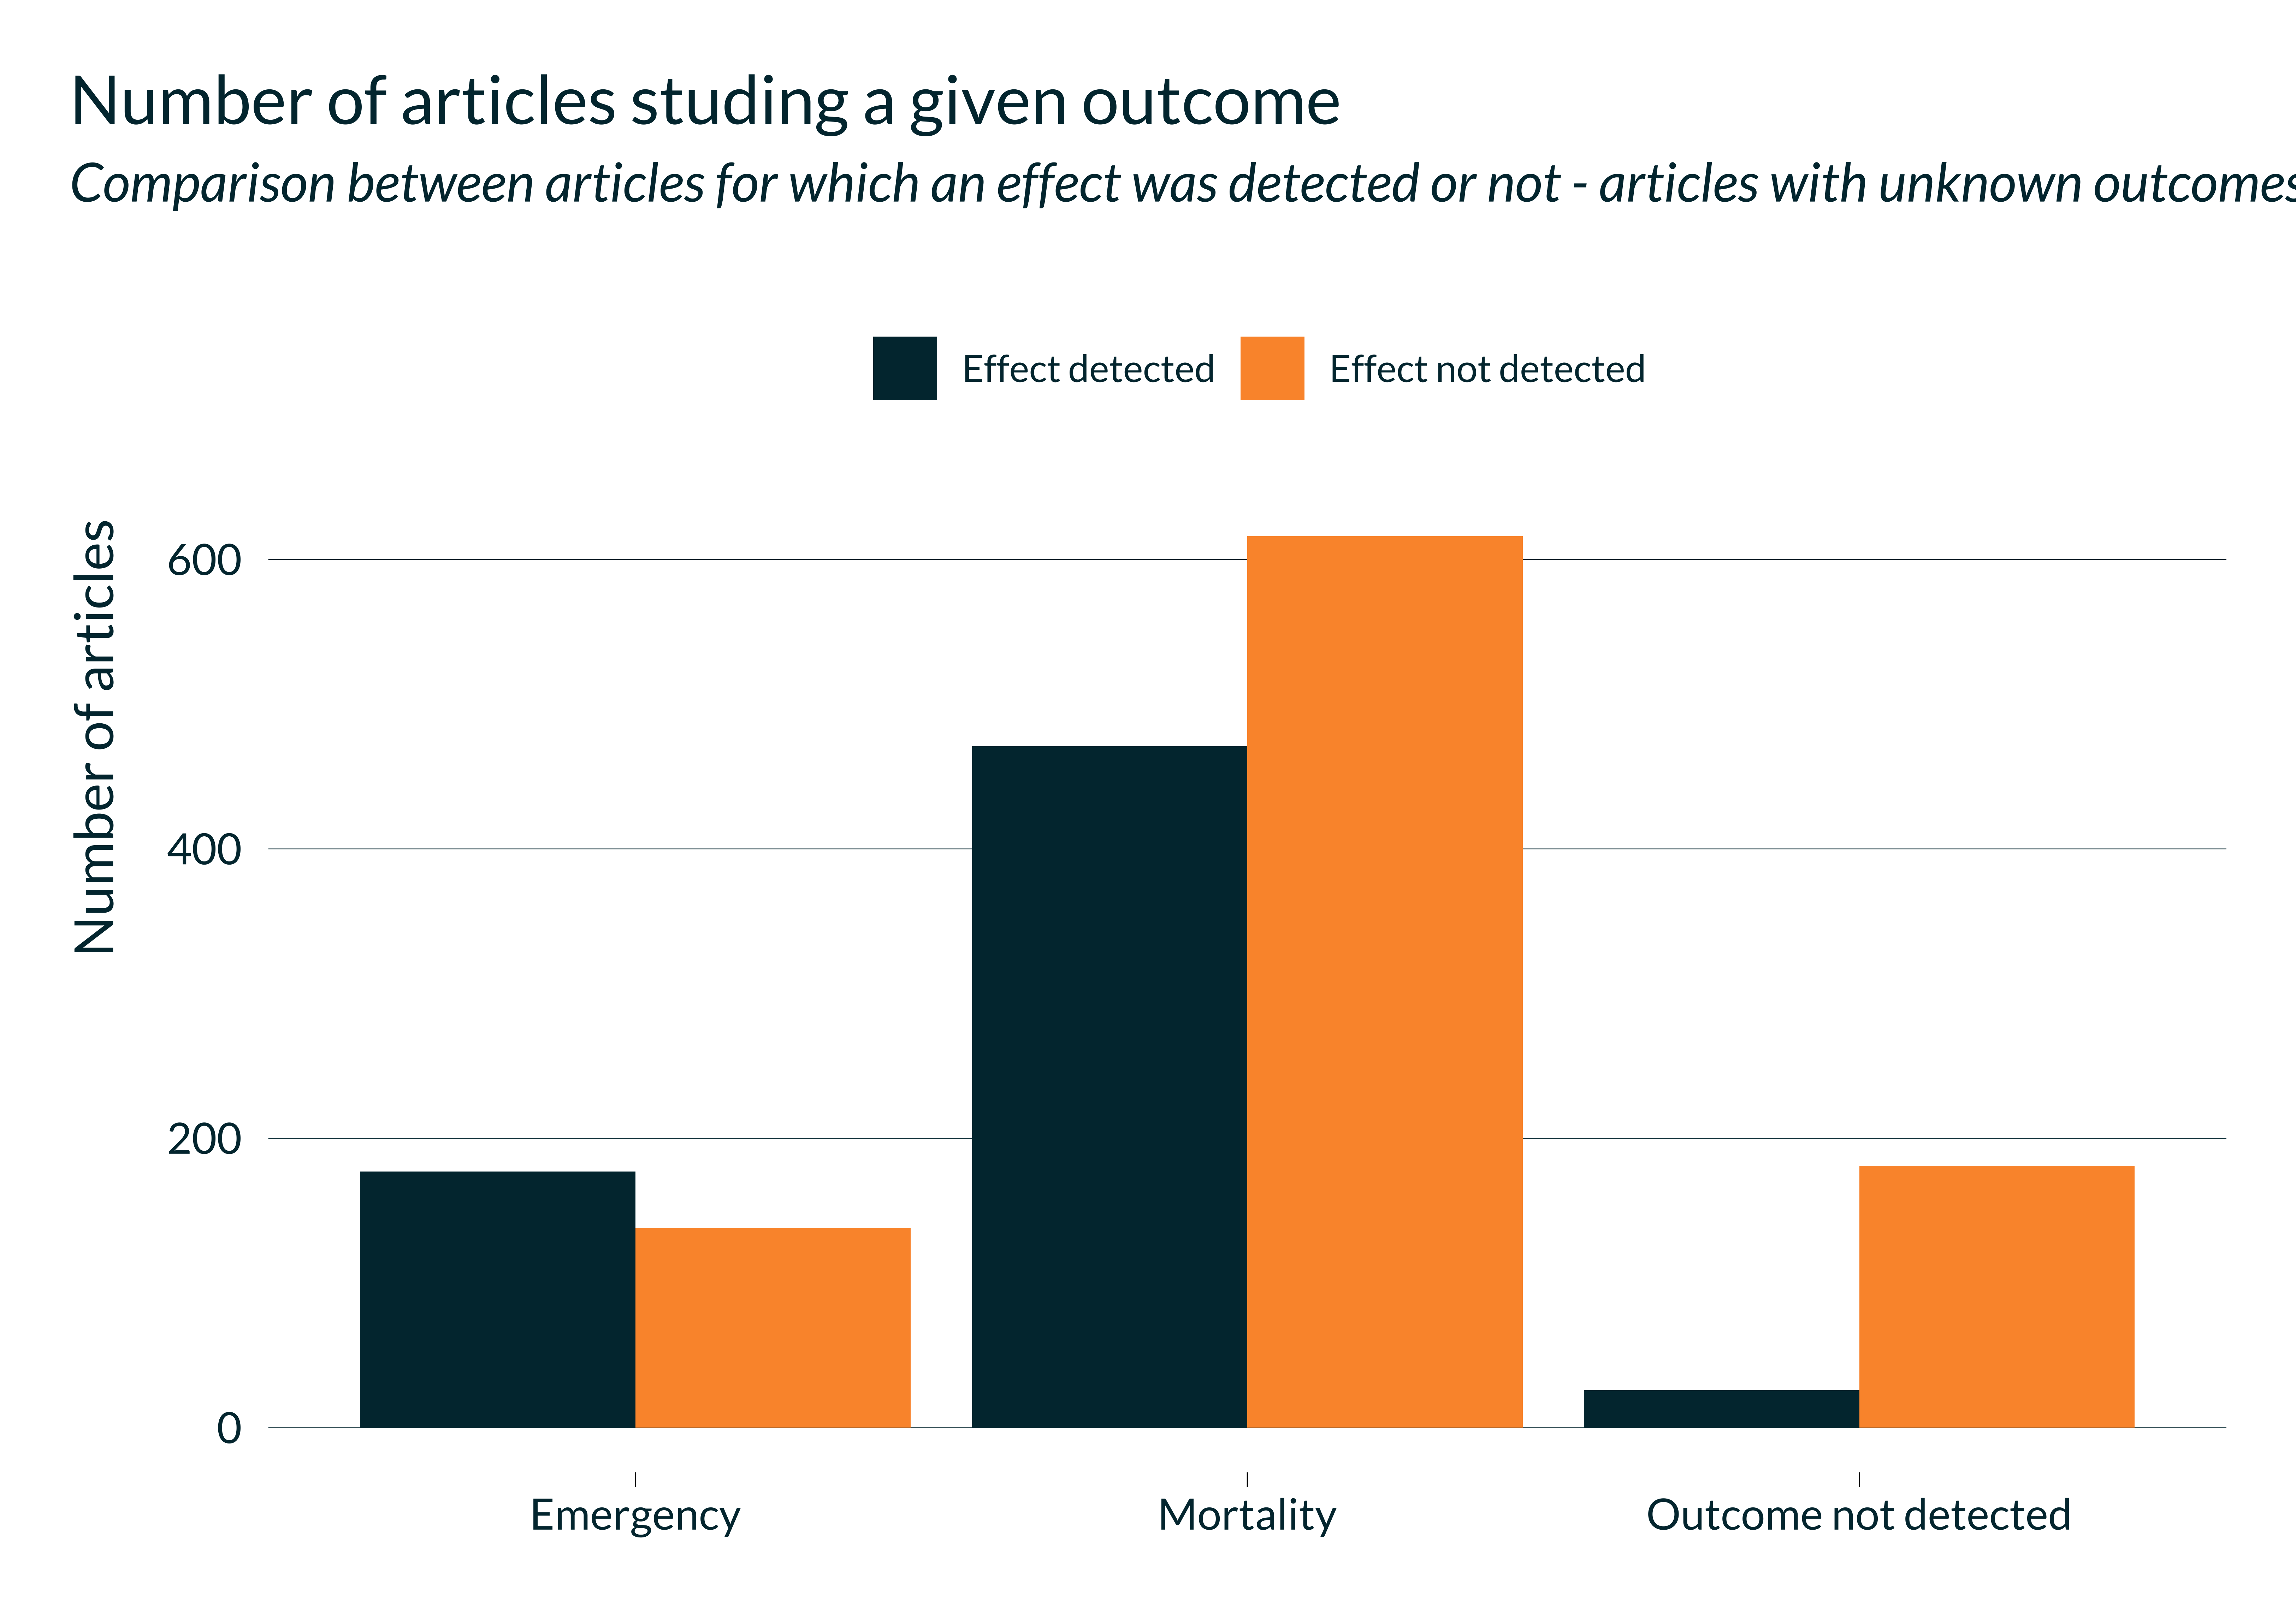 Number of articles studing a given outcome
Comparison between articles for which an effect was detected or not - articles with unknown outcomes
Effect detected
Effect not detected
Number of articles
600
400
200
0
Emergency
Mortality
Outcome not detected